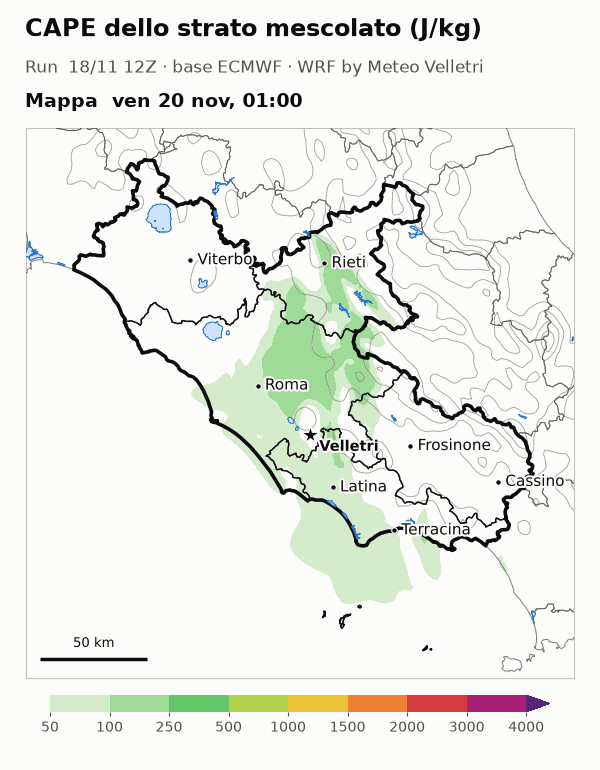 CAPE dello strato mescolato (J/kg)
Run  18/11 12Z · base ECMWF · WRF by Meteo Velletri
Mappa  ven 20 nov, 01:00
Viterbo
Rieti
Roma
Velletri
Frosinone
Latina
Cassino
Terracina
50 km
50 100 250 500 1000 1500 2000 3000 4000